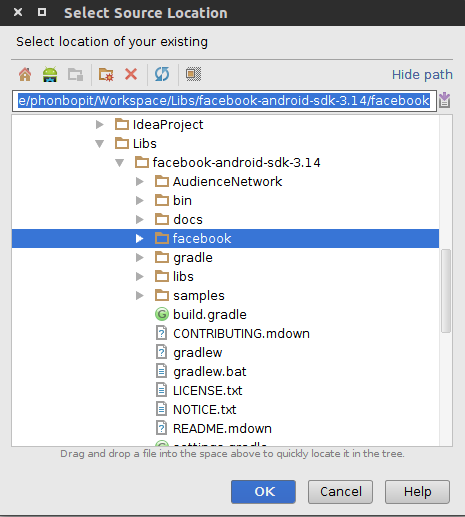 Select Source Location
Select location of your existing
Hide path
e/phonbopit/Workspace/Libs/facebook-android-sdk-3.14/facebook
IdeaProject
Libs
facebook-android-sdk-3.14
AudienceNetwork
bin
docs
facebook
gradle
libs
samples
build.gradle
CONTRIBUTING.mdown
gradlew
gradlew.bat
LICENSE.txt
NOTICE.txt
README.mdown
settings.gradle
Drag and drop a file into the space above to quickly locate it in the tree.
OK Cancel Help